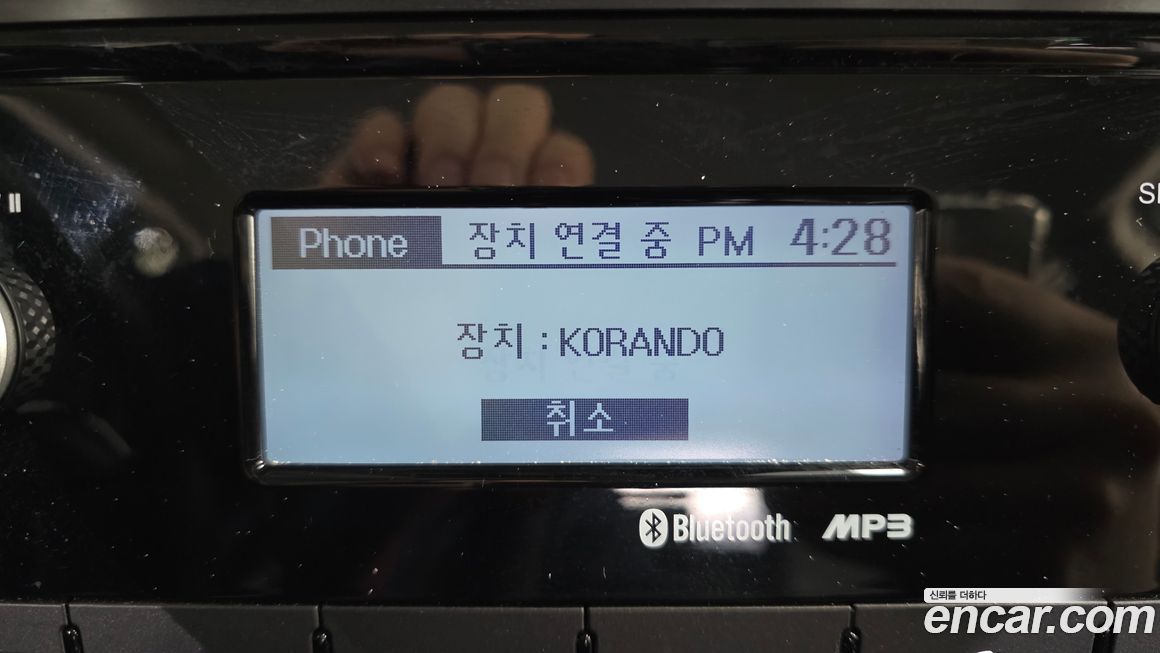 Phone 장치 연결 중 PM 4:28
장치 : KORANDO
취소
Bluetooth MP3
신뢰를 더하다
encar.com